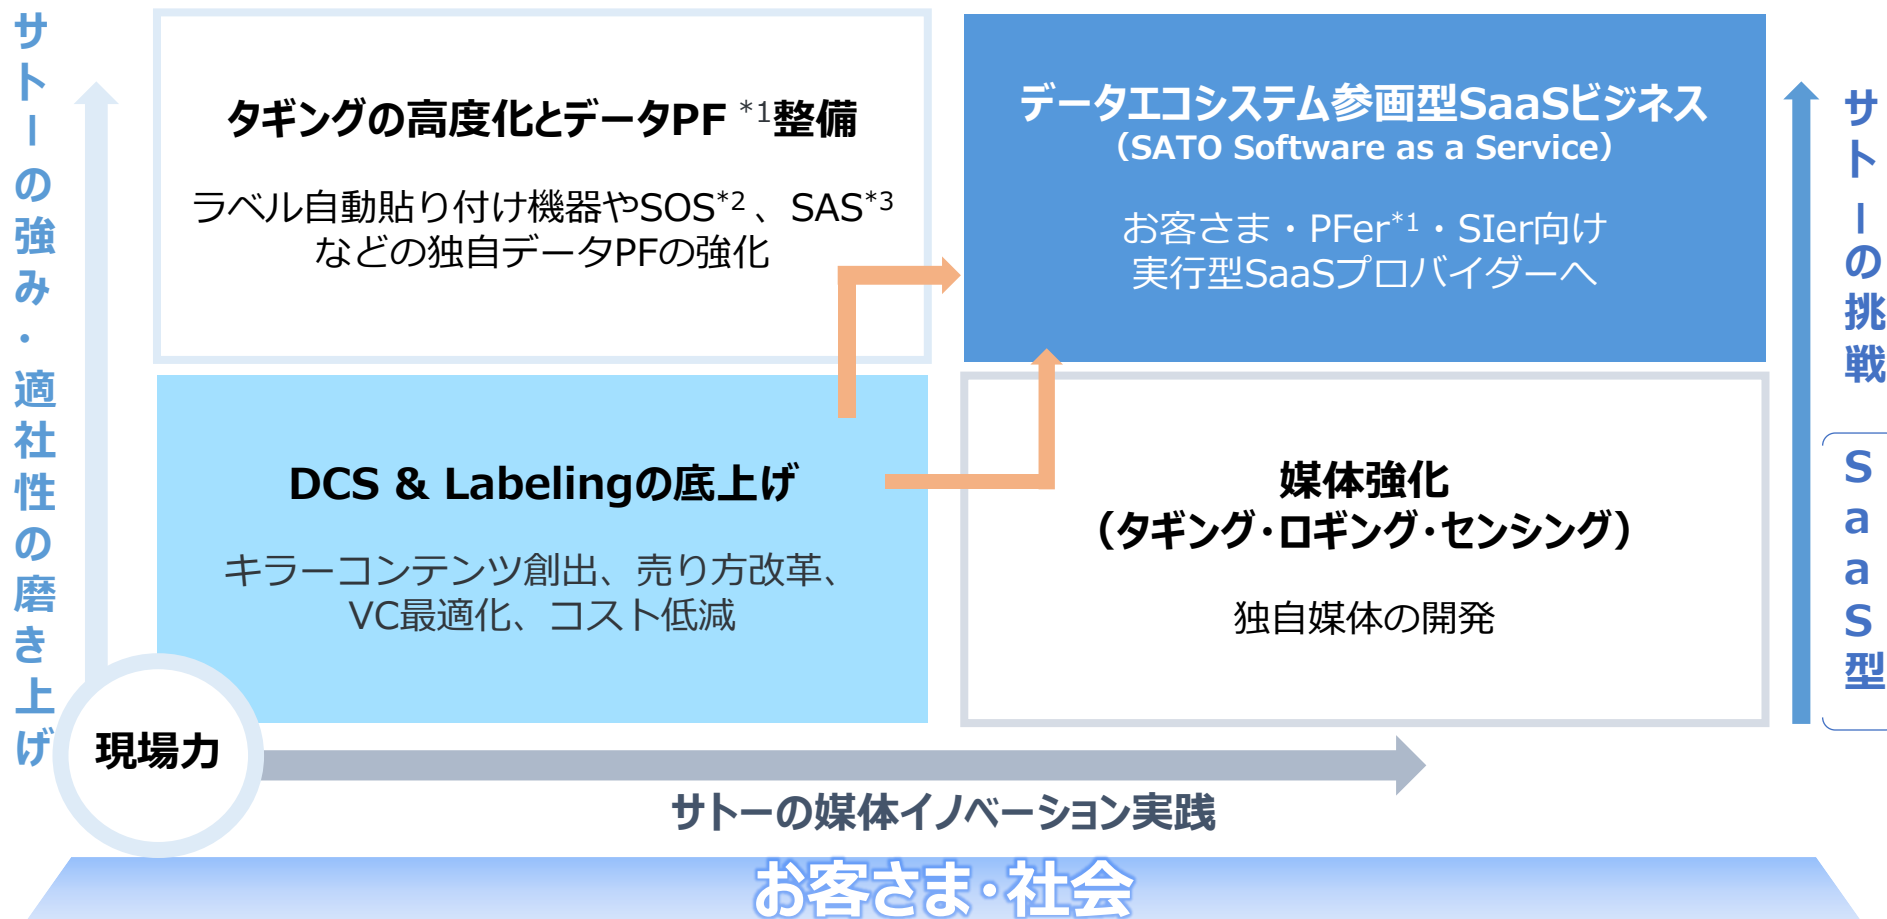 サトーの強み・適社性の磨き上げ
タギングの高度化とデータPF *1整備
ラベル自動貼り付け機器やSOS*2 、SAS*3
などの独自データPFの強化
データエコシステム参画型SaaSビジネス
（SATO Software as a Service）
お客さま・PFer*1・SIer向け
実行型SaaSプロバイダーへ
サトーの挑戦
SaaS型
DCS & Labelingの底上げ
キラーコンテンツ創出、売り方改革、
VC最適化、コスト低減
媒体強化
（タギング・ロギング・センシング）
独自媒体の開発
現場力
サトーの媒体イノベーション実践
お客さま・社会